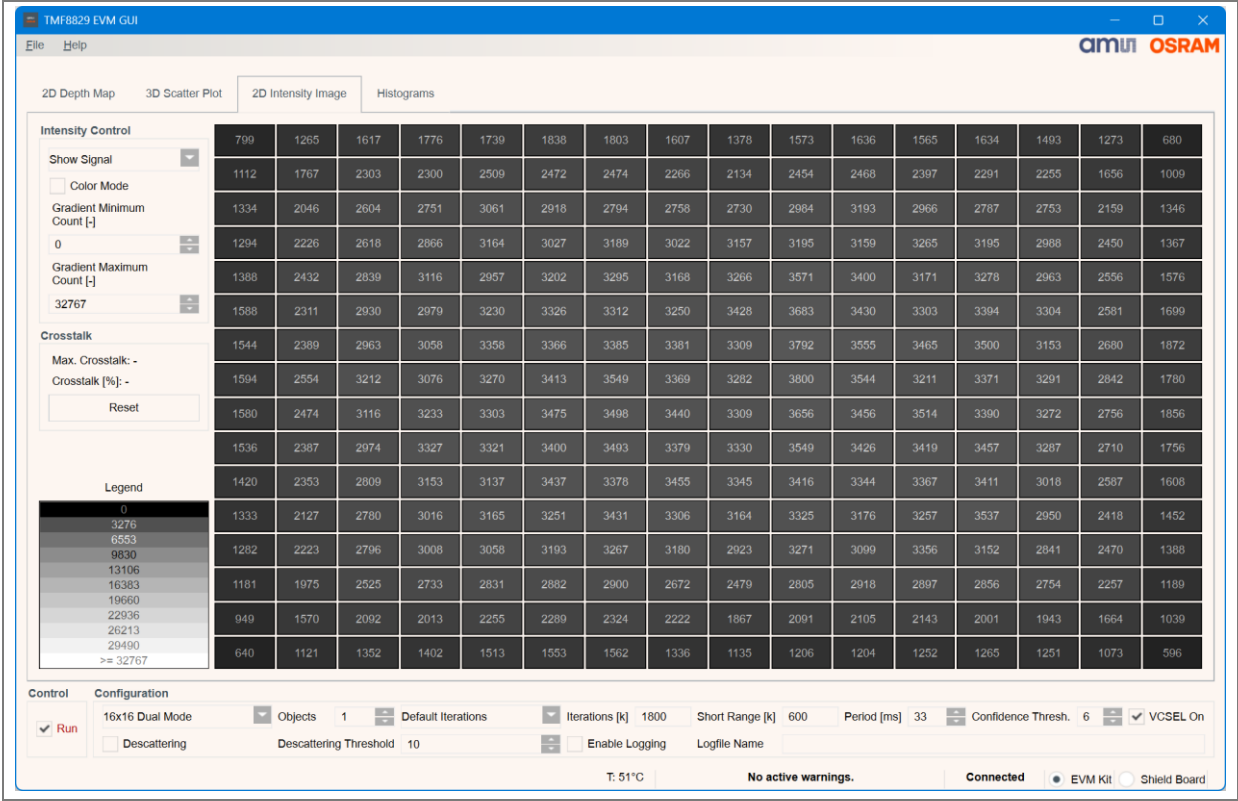 TMF8829 EVM GUI
File Help
amu OSRAM
2D Depth Map 3D Scatter Plot 2D Intensity Image Histograms
Intensity Control
Show Signal
Color Mode
Gradient Minimum
Count [-]
0
Gradient Maximum
Count [-]
32767
Crosstalk
Max. Crosstalk: -
Crosstalk [%]: -
Reset
Legend
0
3276
6553
9830
13106
16383
19660
22936
26213
29490
>= 32767
799 1265 1617 1776 1739 1838 1803 1607 1378 1573 1636 1565 1634 1493 1273 680
1112 1767 2303 2300 2509 2472 2474 2266 2134 2454 2468 2397 2291 2255 1656 1009
1334 2046 2604 2751 3061 2918 2794 2758 2730 2984 3193 2966 2787 2753 2159 1346
1294 2226 2618 2866 3164 3027 3189 3022 3157 3195 3159 3265 3195 2988 2450 1367
1388 2432 2839 3116 2957 3202 3295 3168 3266 3571 3400 3171 3278 2963 2556 1576
1588 2311 2930 2979 3230 3326 3312 3250 3428 3683 3430 3303 3394 3304 2581 1699
1544 2389 2963 3058 3358 3366 3385 3381 3309 3792 3555 3465 3500 3153 2680 1872
1594 2554 3212 3076 3270 3413 3549 3369 3282 3800 3544 3211 3371 3291 2842 1780
1580 2474 3116 3233 3303 3475 3498 3440 3309 3656 3456 3514 3390 3272 2756 1856
1536 2387 2974 3327 3321 3400 3493 3379 3330 3549 3426 3419 3457 3287 2710 1756
1420 2353 2809 3153 3137 3437 3378 3455 3345 3416 3344 3367 3411 3018 2587 1608
1333 2127 2780 3016 3165 3251 3431 3306 3164 3325 3176 3257 3537 2950 2418 1452
1282 2223 2796 3008 3058 3193 3267 3180 2923 3271 3099 3356 3152 2841 2470 1388
1181 1975 2525 2733 2831 2882 2900 2672 2479 2805 2918 2897 2856 2754 2257 1189
949 1570 2092 2013 2255 2289 2324 2222 1867 2091 2105 2143 2001 1943 1664 1039
640 1121 1352 1402 1513 1553 1562 1336 1135 1206 1204 1252 1265 1251 1073 596
Control Configuration
Run 16x16 Dual Mode Objects 1 Default Iterations Iterations [k] 1800 Short Range [k] 600 Period [ms] 33 Confidence Thresh. 6 VCSEL On
Descattering Descattering Threshold 10 Enable Logging Logfile Name
T: 51°C No active warnings. Connected EVM Kit Shield Board